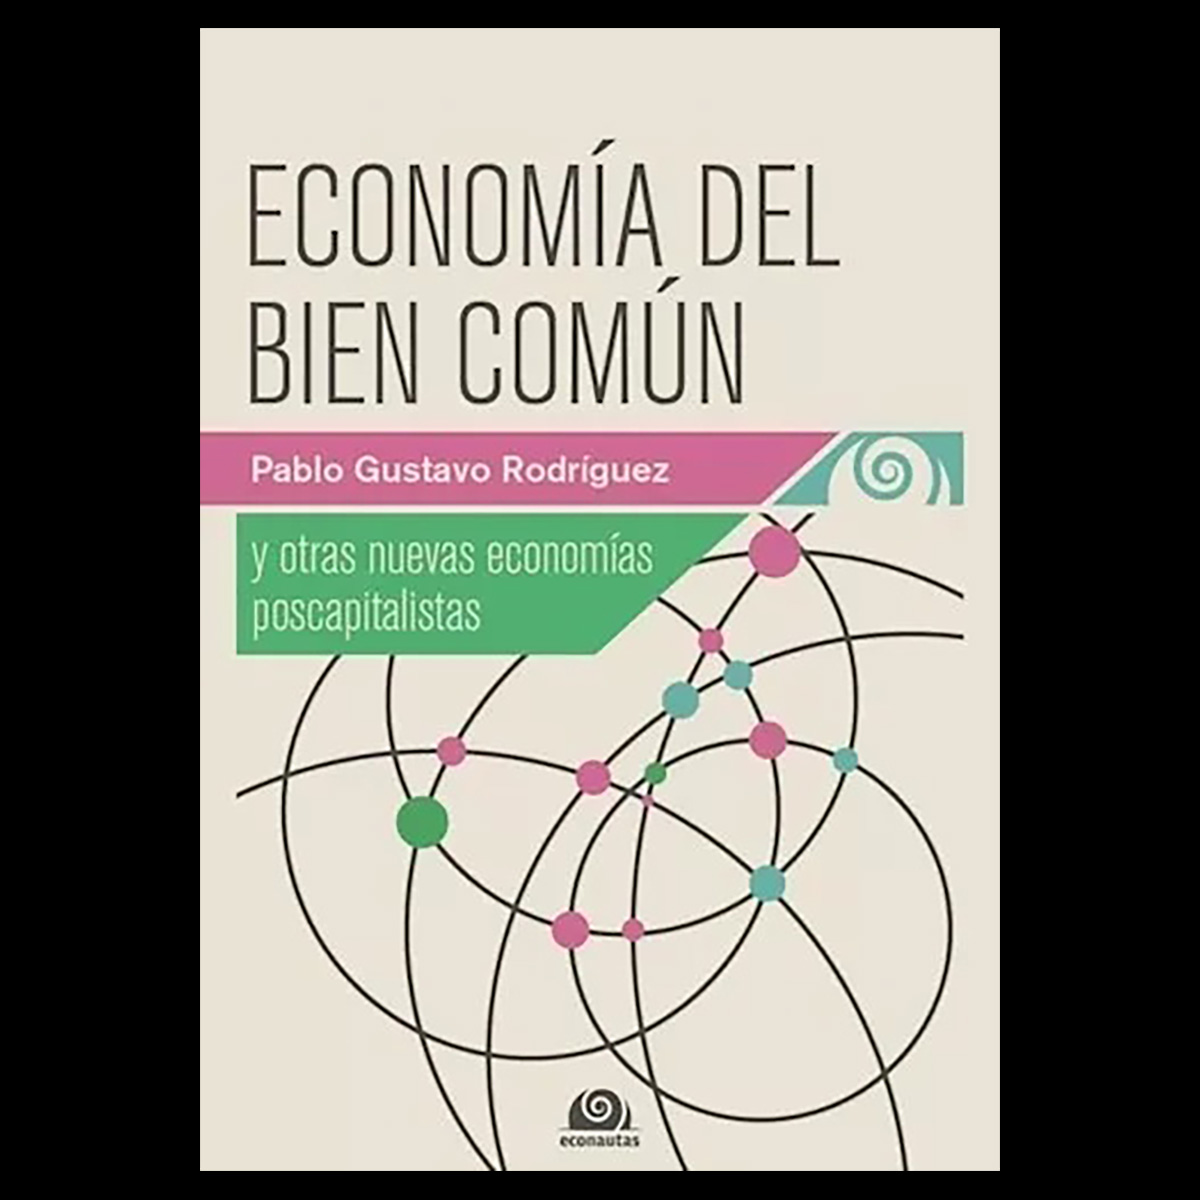 ECONOMÍA DEL
BIEN COMÚN
Pablo Gustavo Rodríguez
y otras nuevas economías
poscapitalistas
econautas